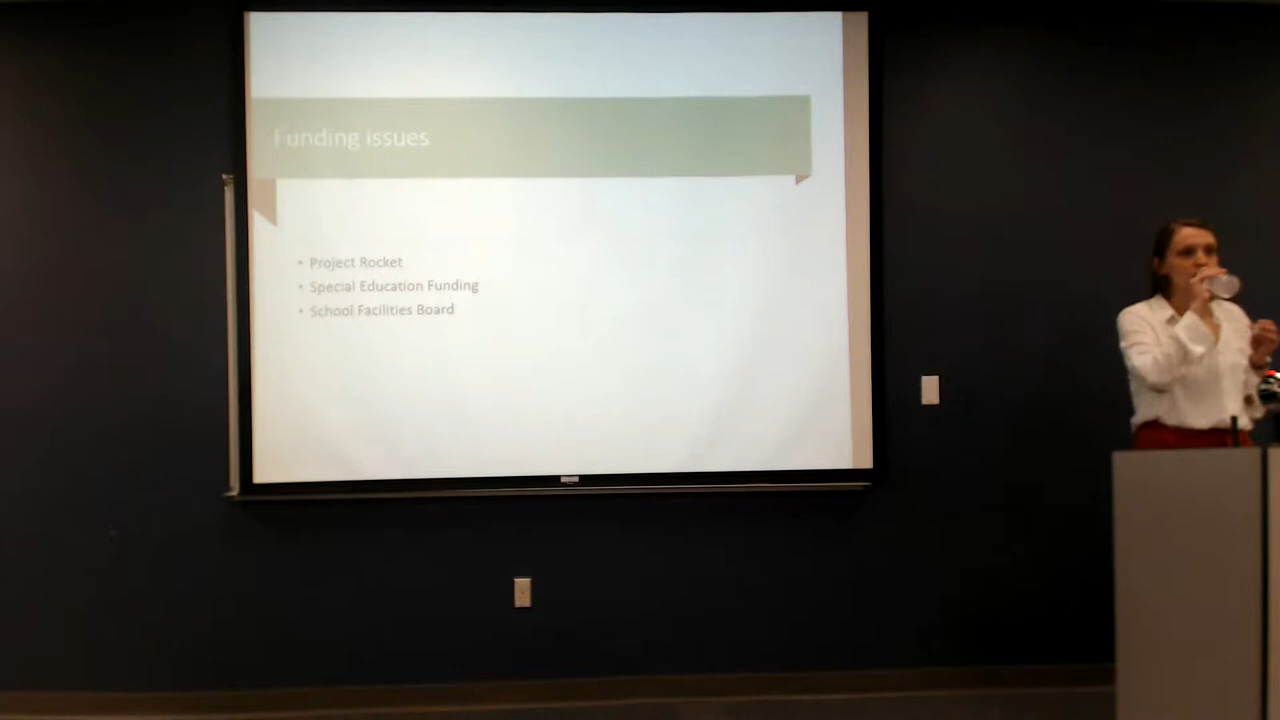 Funding issues
• Project Rocket
• Special Education Funding
• School Facilities Board